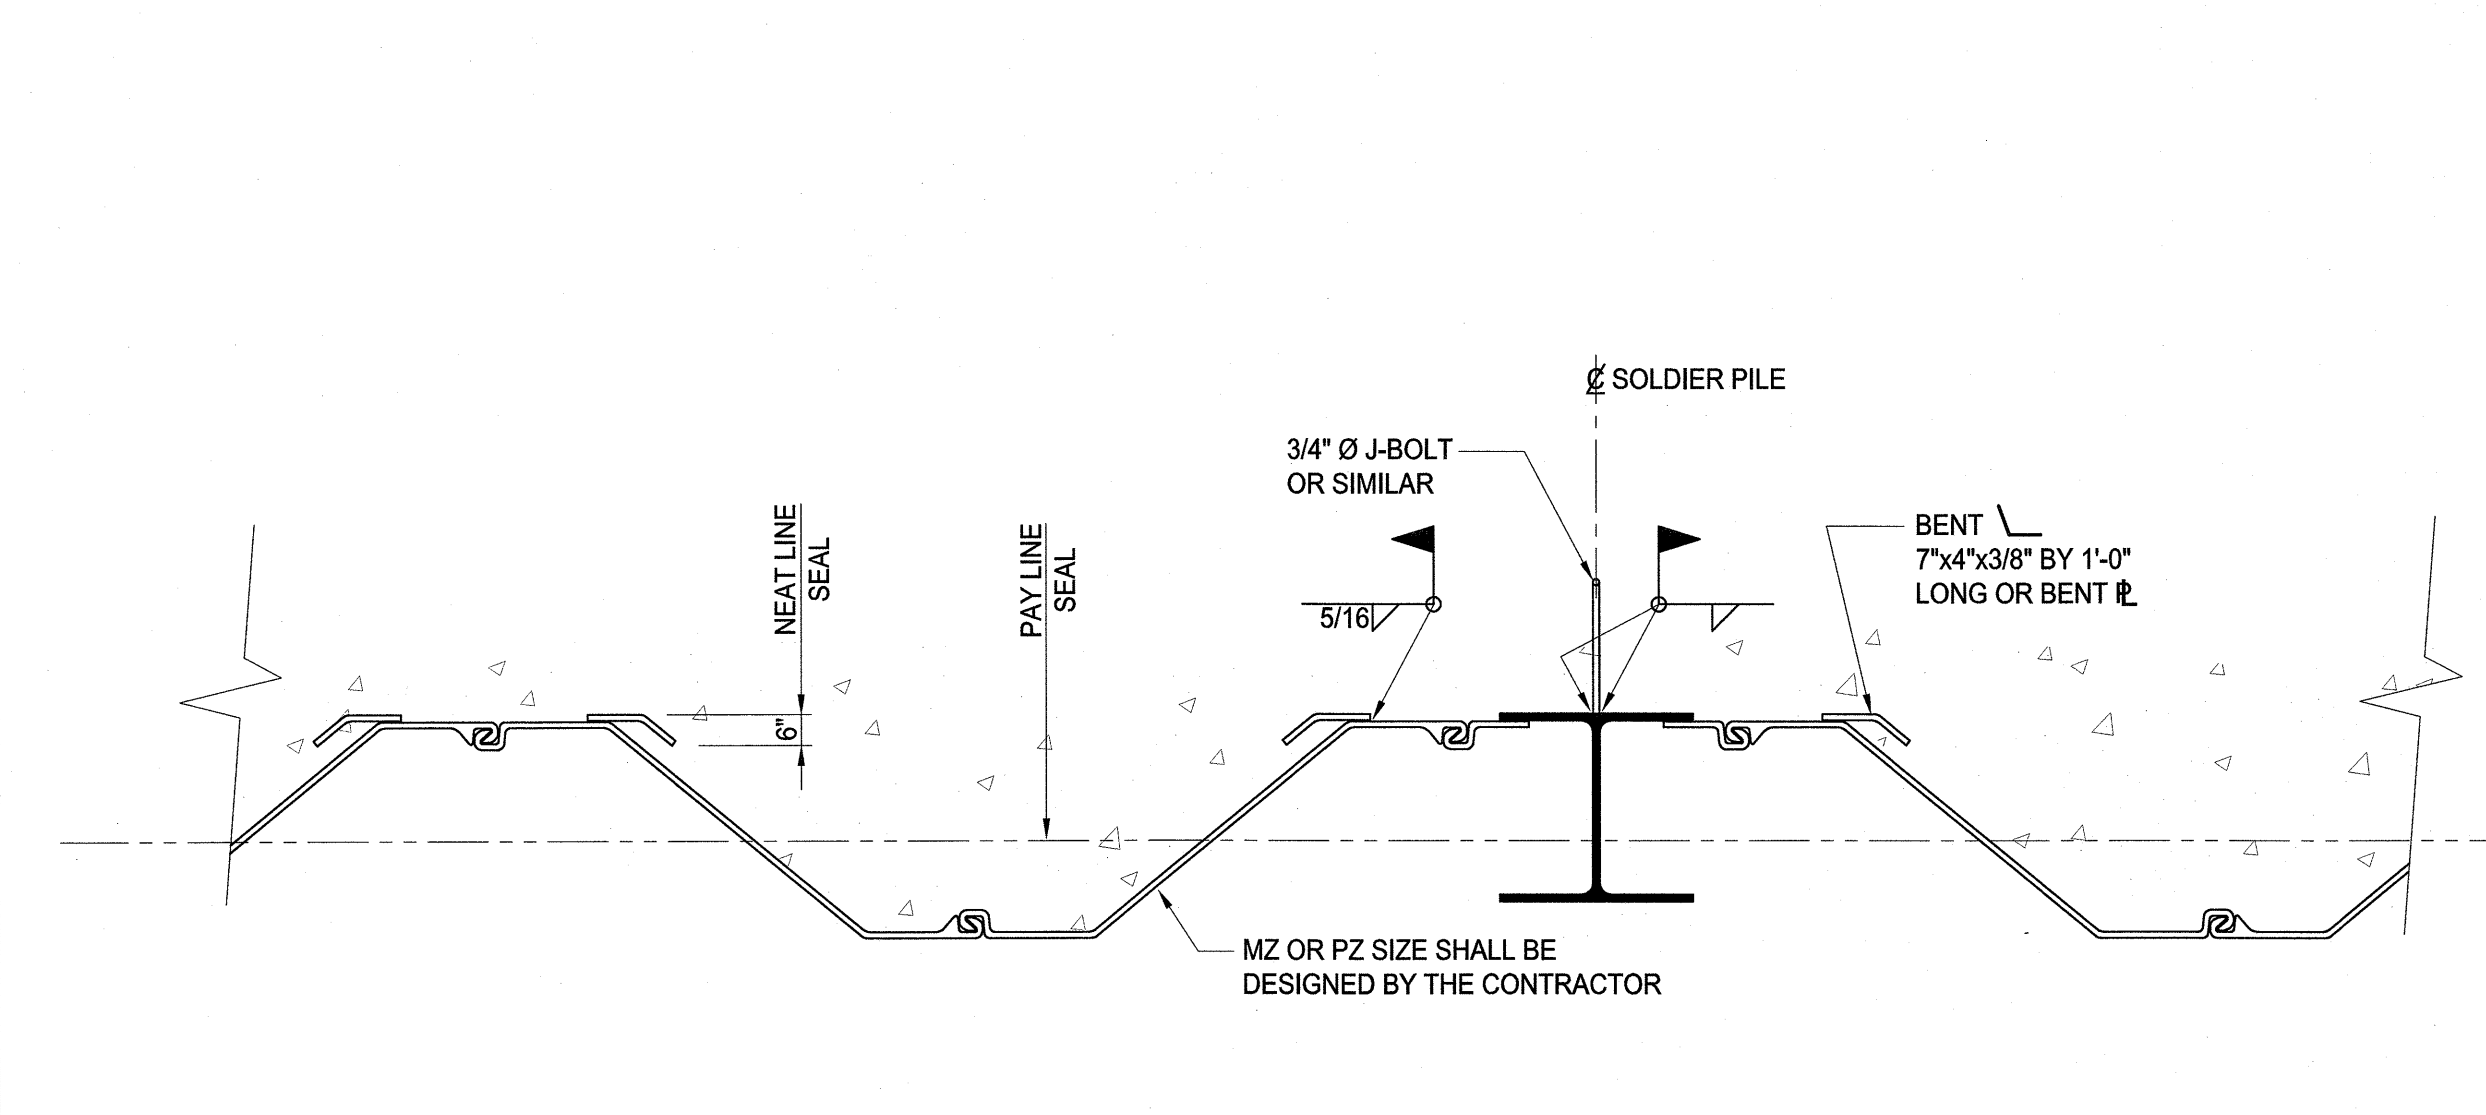 ℄ SOLDIER PILE
3/4" Ø J-BOLT
OR SIMILAR
NEAT LINE
SEAL
PAY LINE
SEAL
6"
5/16
BENT
7"x4"x3/8" BY 1'-0"
LONG OR BENT ⅊
MZ OR PZ SIZE SHALL BE
DESIGNED BY THE CONTRACTOR